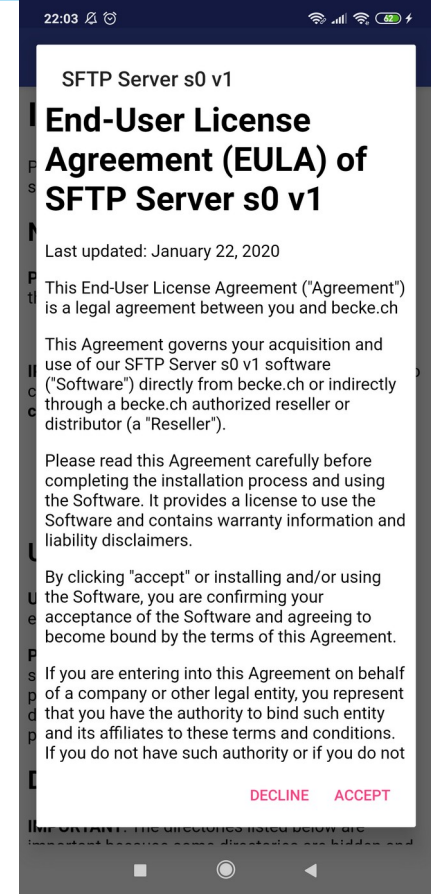 22:03
62
SFTP Server s0 v1
End-User License
Agreement (EULA) of
SFTP Server s0 v1
Last updated: January 22, 2020
This End-User License Agreement ("Agreement")
is a legal agreement between you and becke.ch
This Agreement governs your acquisition and
use of our SFTP Server s0 v1 software
("Software") directly from becke.ch or indirectly
through a becke.ch authorized reseller or
distributor (a "Reseller").
Please read this Agreement carefully before
completing the installation process and using
the Software. It provides a license to use the
Software and contains warranty information and
liability disclaimers.
By clicking "accept" or installing and/or using
the Software, you are confirming your
acceptance of the Software and agreeing to
become bound by the terms of this Agreement.
If you are entering into this Agreement on behalf
of a company or other legal entity, you represent
that you have the authority to bind such entity
and its affiliates to these terms and conditions.
If you do not have such authority or if you do not
DECLINE ACCEPT
IMPORTANT: The directories listed below are
important because some directories are hidden and